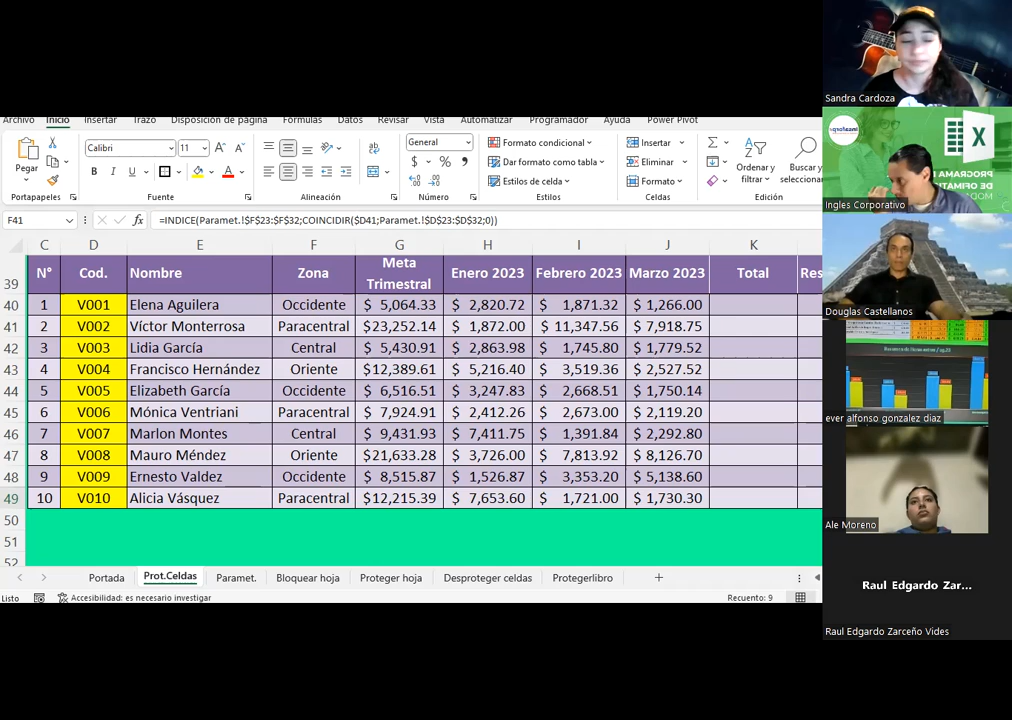 Archivo Inicio Insertar Trazo Disposición de página Fórmulas Datos Revisar Vista Automatizar Programador Ayuda Power Pivot
Pegar
Portapapeles
Calibri 11
N I U
Fuente
Alineación
General
$ % ,
Número
Formato condicional
Dar formato como tabla
Estilos de celda
Estilos
Insertar
Eliminar
Formato
Celdas
Ordenar y filtrar
Buscar y seleccionar
Edición
F41 fx =INDICE(Paramet.!$F$23:$F$32;COINCIDIR($D41;Paramet.!$D$23:$D$32;0))
C D E F G H I J K
39 N° Cod. Nombre Zona Meta Trimestral Enero 2023 Febrero 2023 Marzo 2023 Total Res
40 1 V001 Elena Aguilera Occidente $ 5,064.33 $ 2,820.72 $ 1,871.32 $ 1,266.00
41 2 V002 Víctor Monterrosa Paracentral $23,252.14 $ 1,872.00 $ 11,347.56 $ 7,918.75
42 3 V003 Lidia García Central $ 5,430.91 $ 2,863.98 $ 1,745.80 $ 1,779.52
43 4 V004 Francisco Hernández Oriente $12,389.61 $ 5,216.40 $ 3,519.36 $ 2,527.52
44 5 V005 Elizabeth García Occidente $ 6,516.51 $ 3,247.83 $ 2,668.51 $ 1,750.14
45 6 V006 Mónica Ventriani Paracentral $ 7,924.91 $ 2,412.26 $ 2,673.00 $ 2,119.20
46 7 V007 Marlon Montes Central $ 9,431.93 $ 7,411.75 $ 1,391.84 $ 2,292.80
47 8 V008 Mauro Méndez Oriente $21,633.28 $ 3,726.00 $ 7,813.92 $ 8,126.70
48 9 V009 Ernesto Valdez Occidente $ 8,515.87 $ 1,526.87 $ 3,353.20 $ 5,138.60
49 10 V010 Alicia Vásquez Paracentral $12,215.39 $ 7,653.60 $ 1,721.00 $ 1,730.30
50
51
52
Portada Prot.Celdas Paramet. Bloquear hoja Proteger hoja Desproteger celdas Protegerlibro
Listo Accesibilidad: es necesario investigar Recuento: 9
Sandra Cardoza
Ingles Corporativo
Douglas Castellanos
ever alfonso gonzalez diaz
Ale Moreno
Raul Edgardo Zar...
Raul Edgardo Zarceño Vides